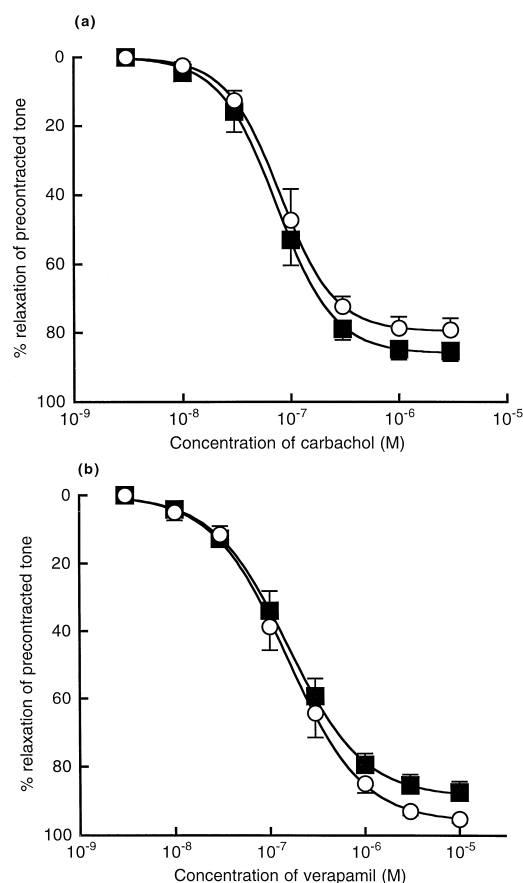 (a)
% relaxation of precontracted tone
0
20
40
60
80
100
10⁻⁹ 10⁻⁸ 10⁻⁷ 10⁻⁶ 10⁻⁵
Concentration of carbachol (M)
(b)
% relaxation of precontracted tone
0
20
40
60
80
100
10⁻⁹ 10⁻⁸ 10⁻⁷ 10⁻⁶ 10⁻⁵
Concentration of verapamil (M)